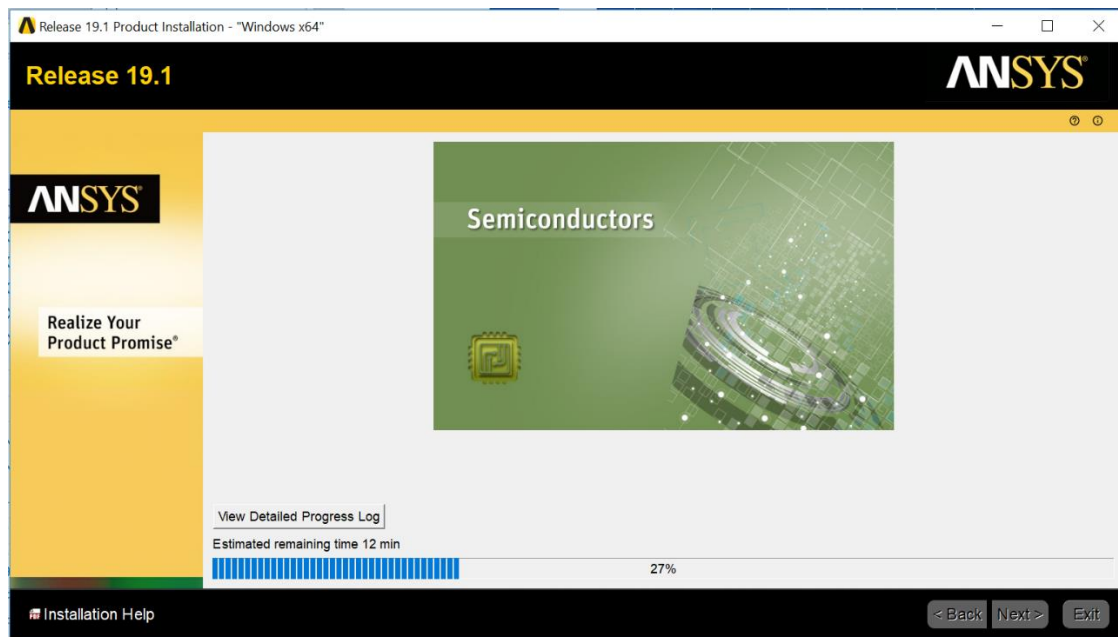 Release 19.1 Product Installation - "Windows x64"
Release 19.1
ANSYS®
ANSYS®
Semiconductors
Realize Your
Product Promise®
View Detailed Progress Log
Estimated remaining time 12 min
27%
Installation Help
< Back Next > Exit